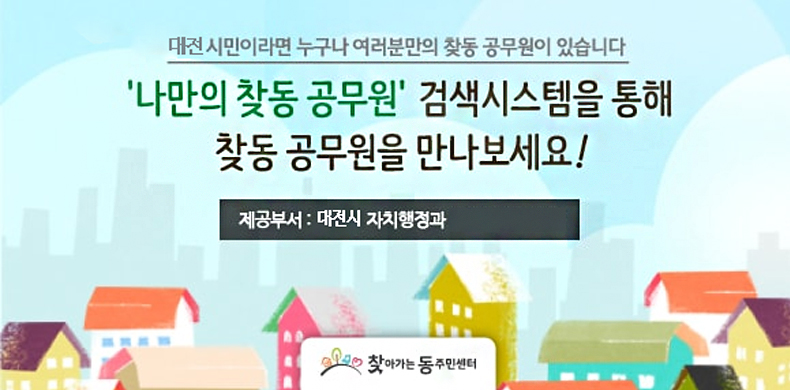 대전시민이라면 누구나 여러분만의 찾동 공무원이 있습니다
'나만의 찾동 공무원' 검색시스템을 통해
찾동 공무원을 만나보세요!
제공부서 : 대전시 자치행정과
찾아가는 동주민센터